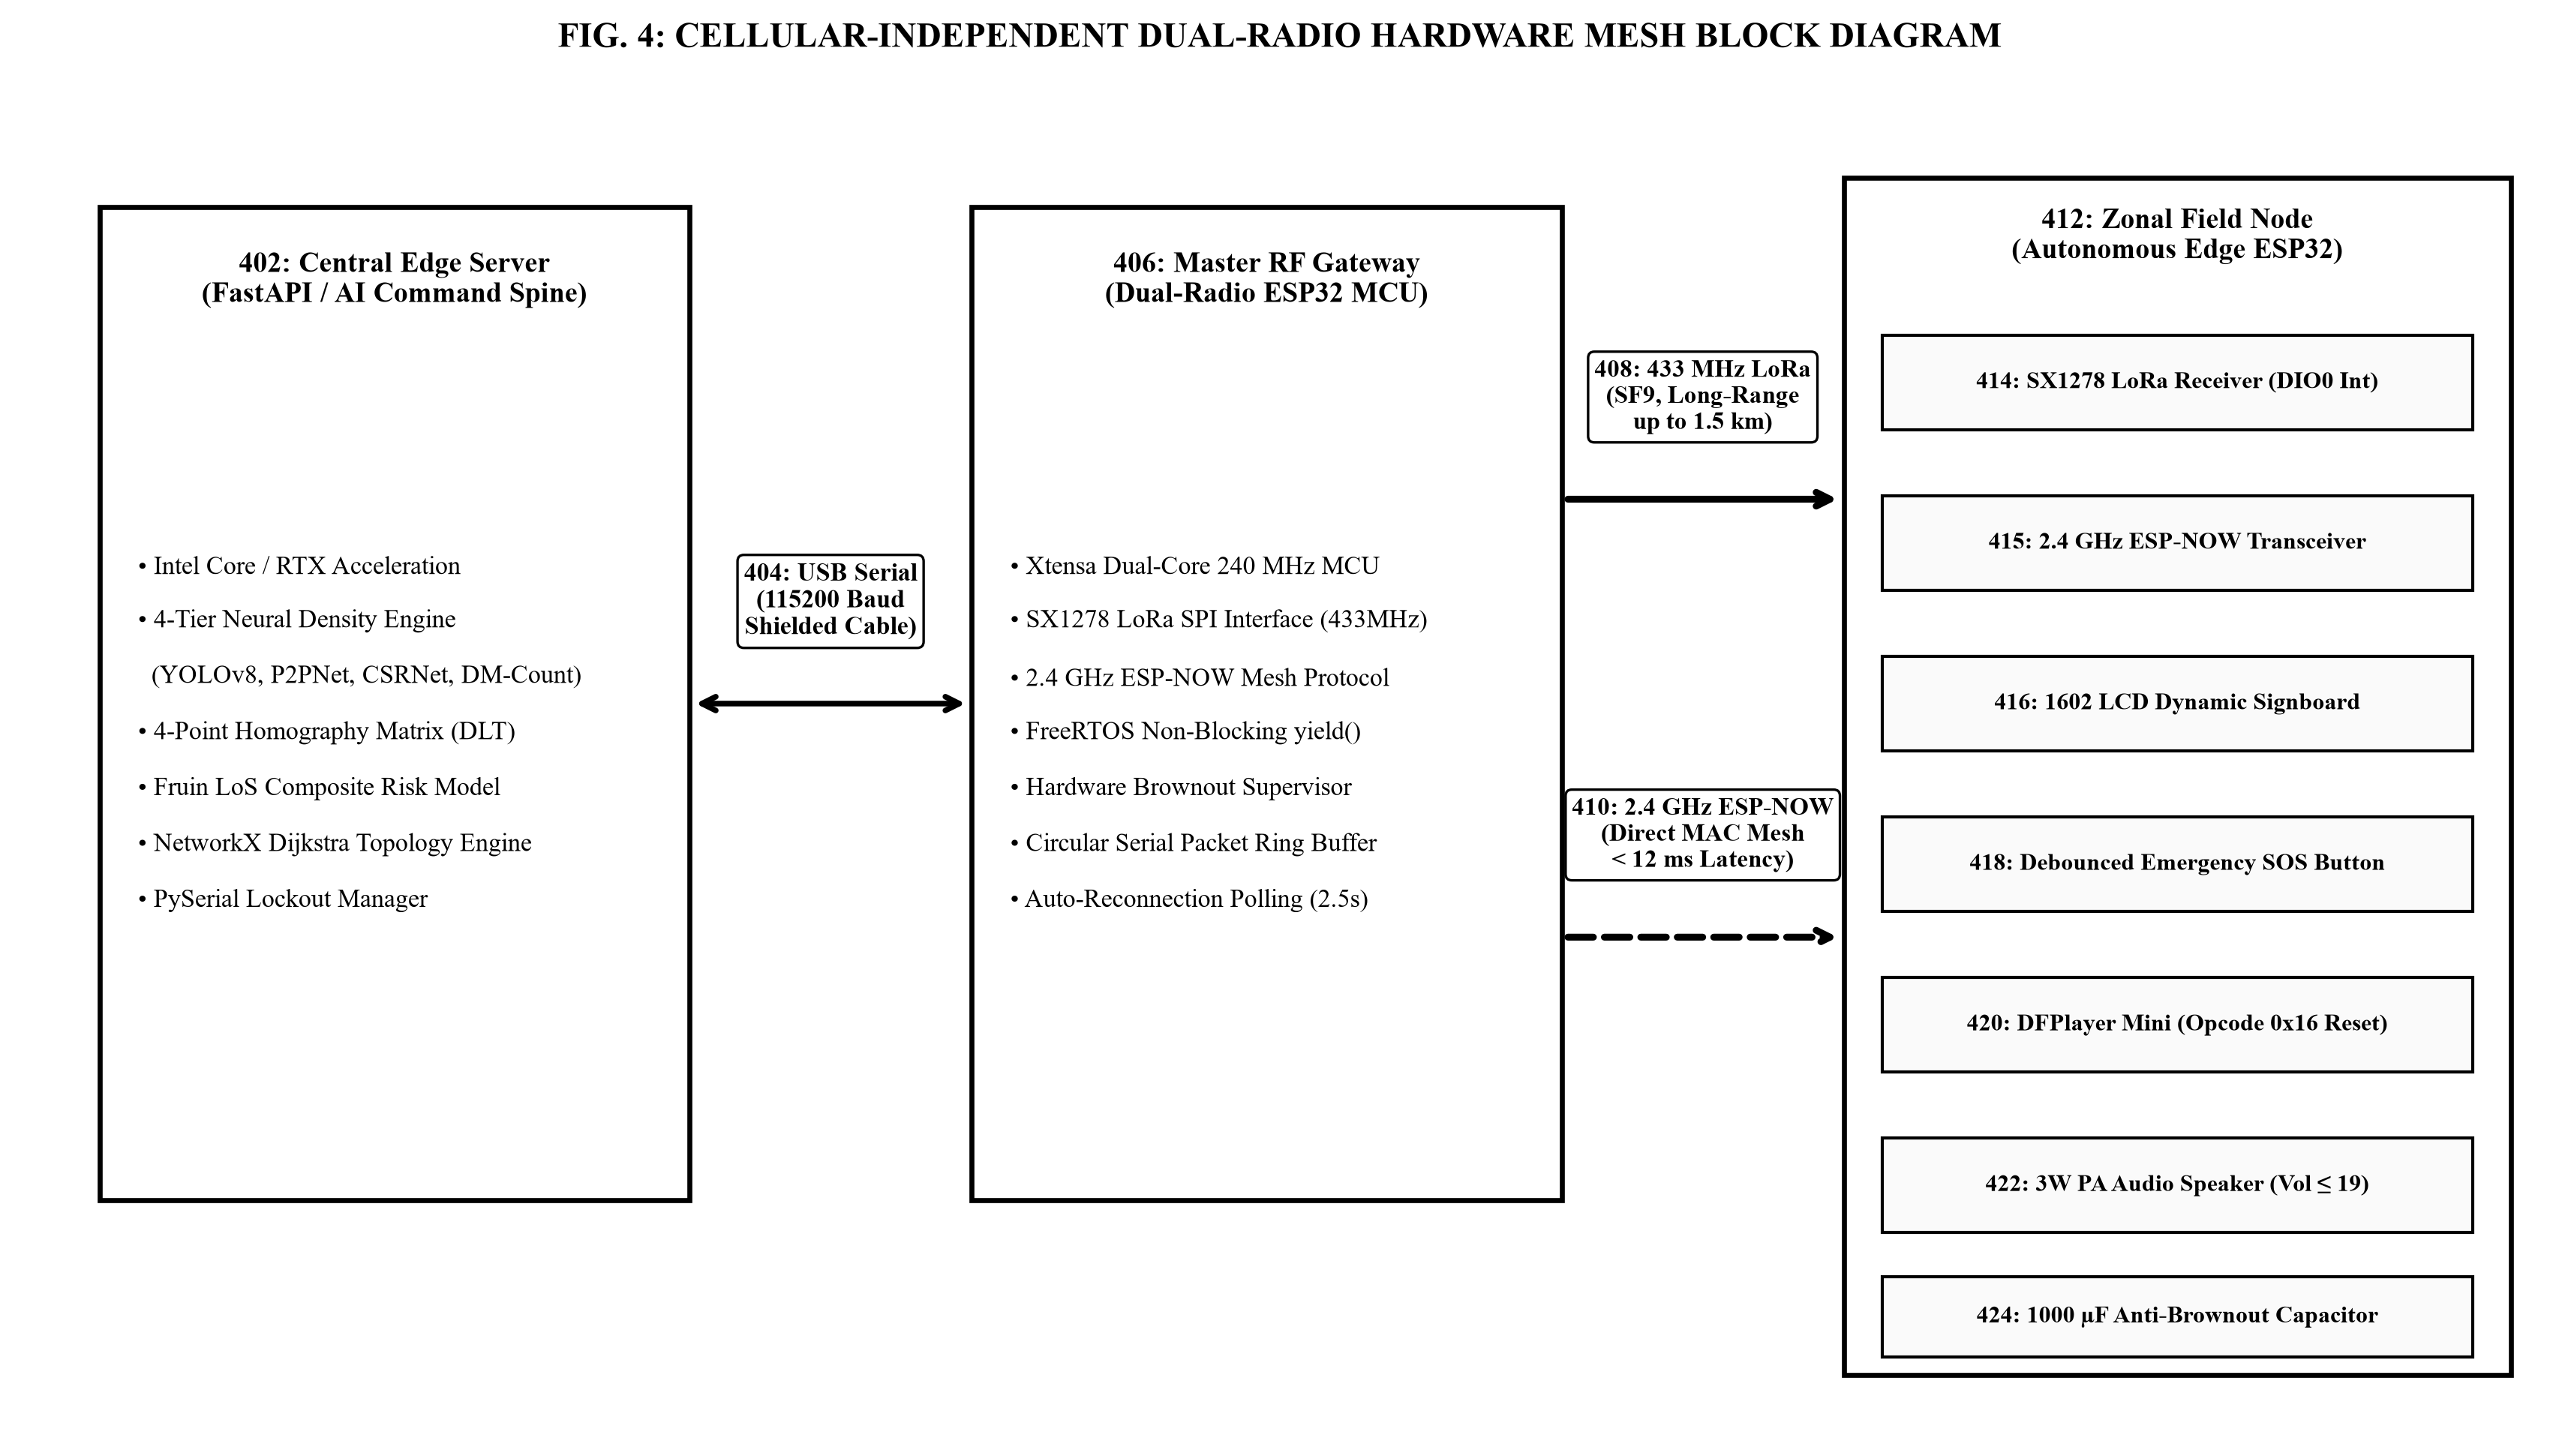 FIG. 4: CELLULAR-INDEPENDENT DUAL-RADIO HARDWARE MESH BLOCK DIAGRAM
402: Central Edge Server
(FastAPI / AI Command Spine)
• Intel Core / RTX Acceleration
• 4-Tier Neural Density Engine
(YOLOv8, P2PNet, CSRNet, DM-Count)
• 4-Point Homography Matrix (DLT)
• Fruin LoS Composite Risk Model
• NetworkX Dijkstra Topology Engine
• PySerial Lockout Manager
404: USB Serial
(115200 Baud
Shielded Cable)
406: Master RF Gateway
(Dual-Radio ESP32 MCU)
• Xtensa Dual-Core 240 MHz MCU
• SX1278 LoRa SPI Interface (433MHz)
• 2.4 GHz ESP-NOW Mesh Protocol
• FreeRTOS Non-Blocking yield()
• Hardware Brownout Supervisor
• Circular Serial Packet Ring Buffer
• Auto-Reconnection Polling (2.5s)
408: 433 MHz LoRa
(SF9, Long-Range
up to 1.5 km)
410: 2.4 GHz ESP-NOW
(Direct MAC Mesh
< 12 ms Latency)
412: Zonal Field Node
(Autonomous Edge ESP32)
414: SX1278 LoRa Receiver (DIO0 Int)
415: 2.4 GHz ESP-NOW Transceiver
416: 1602 LCD Dynamic Signboard
418: Debounced Emergency SOS Button
420: DFPlayer Mini (Opcode 0x16 Reset)
422: 3W PA Audio Speaker (Vol ≤ 19)
424: 1000 µF Anti-Brownout Capacitor